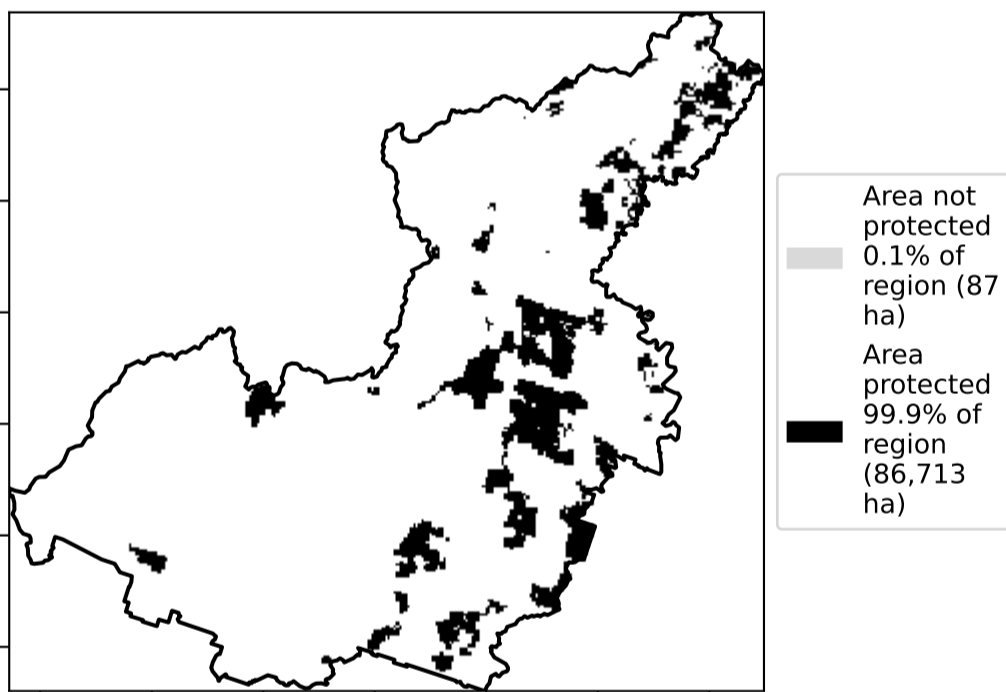 Area not
protected
0.1% of
region (87
ha)
Area
protected
99.9% of
region
(86,713
ha)